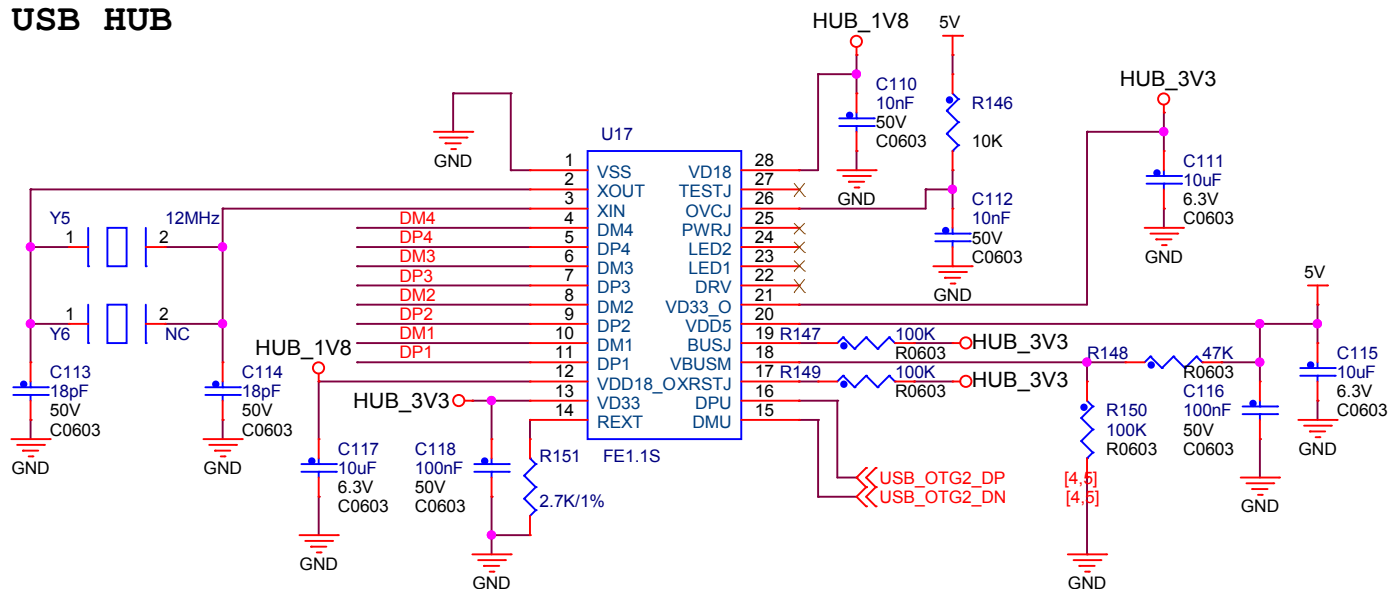 USB HUB
HUB_1V8
5V
HUB_3V3
C110
10nF
50V
C0603
GND
R146
10K
C111
10uF
6.3V
C0603
GND
C112
10nF
50V
C0603
GND
GND
U17
1 VSS
2 XOUT
3 XIN
DM4 4 DM4
DP4 5 DP4
DM3 6 DM3
DP3 7 DP3
DM2 8 DM2
DP2 9 DP2
DM1 10 DM1
DP1 11 DP1
12 VDD18_O
13 VD33
14 REXT
VD18 28
TESTJ 27
OVCJ 26
PWRJ 25
LED2 24
LED1 23
DRV 22
VD33_O 21
VDD5 20
BUSJ 19
VBUSM 18
XRSTJ 17
DPU 16
DMU 15
FE1.1S
Y5 12MHz
1 2
1 2
Y6 NC
C113
18pF
50V
C0603
GND
C114
18pF
50V
C0603
GND
HUB_1V8
HUB_3V3
C117
10uF
6.3V
C0603
GND
C118
100nF
50V
C0603
GND
R151
2.7K/1%
R147 100K HUB_3V3
R0603
R149 100K HUB_3V3
R0603
5V
R148 47K
R0603
R150
100K
R0603
GND
C116
100nF
50V
C0603
GND
C115
10uF
6.3V
C0603
GND
USB_OTG2_DP [4,5]
USB_OTG2_DN [4,5]